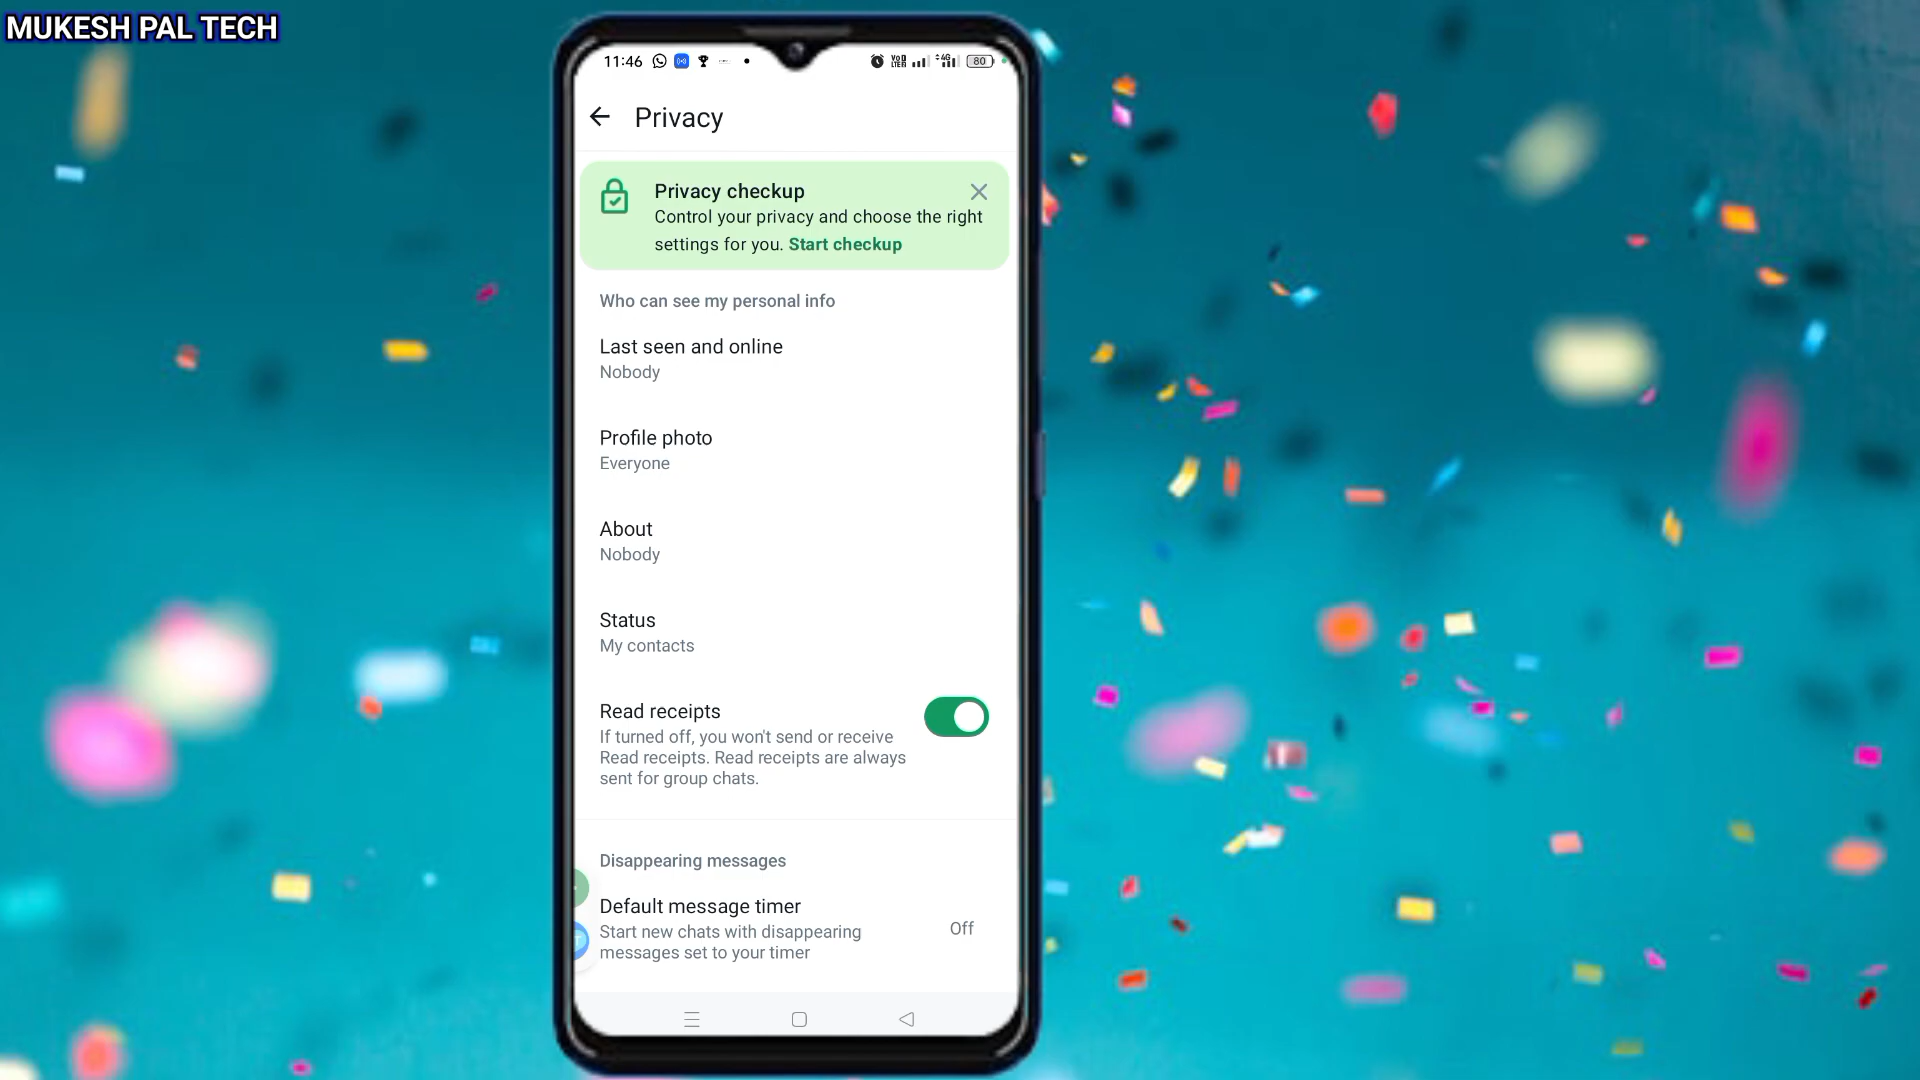 MUKESH PAL TECH
11:46
4G
80
Privacy
Privacy checkup
Control your privacy and choose the right
settings for you. Start checkup
Who can see my personal info
Last seen and online
Nobody
Profile photo
Everyone
About
Nobody
Status
My contacts
Read receipts
If turned off, you won't send or receive
Read receipts. Read receipts are always
sent for group chats.
Disappearing messages
Default message timer
Start new chats with disappearing
messages set to your timer
Off